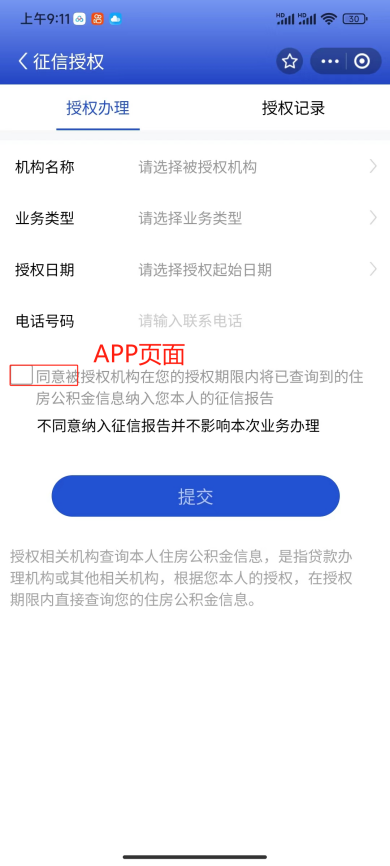 上午9:11
HD HD 30
征信授权
授权办理 授权记录
机构名称 请选择被授权机构
业务类型 请选择业务类型
授权日期 请选择授权起始日期
电话号码 请输入联系电话
APP页面
同意被授权机构在您的授权期限内将已查询到的住
房公积金信息纳入您本人的征信报告
不同意纳入征信报告并不影响本次业务办理
提交
授权相关机构查询本人住房公积金信息，是指贷款办
理机构或其他相关机构，根据您本人的授权，在授权
期限内直接查询您的住房公积金信息。